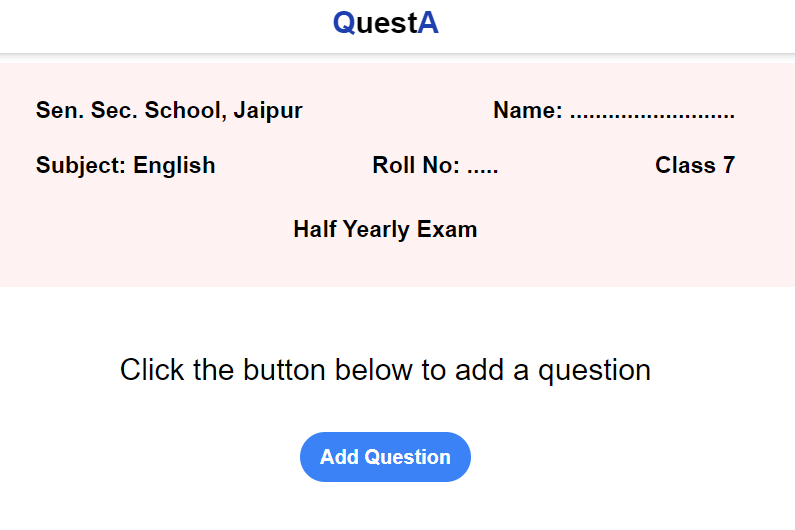 QuestA
Sen. Sec. School, Jaipur Name: ..........................
Subject: English Roll No: ..... Class 7
Half Yearly Exam
Click the button below to add a question
Add Question